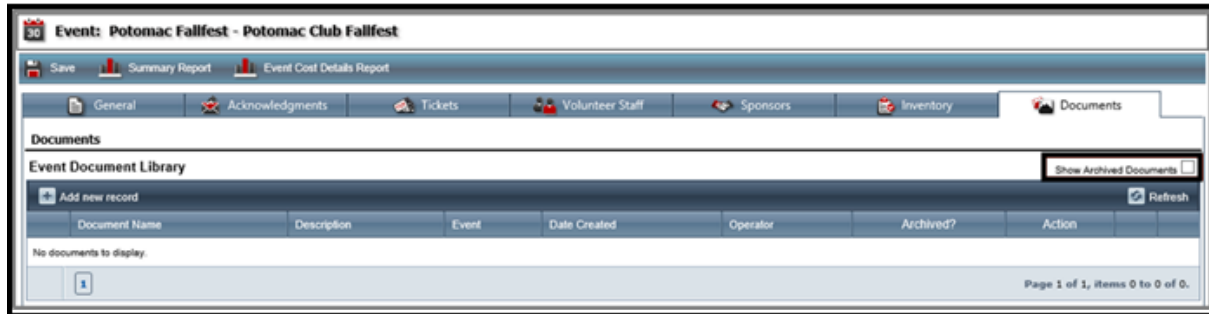 30 Event: Potomac Fallfest - Potomac Club Fallfest
Save Summary Report Event Cost Details Report
General Acknowledgments Tickets Volunteer Staff Sponsors Inventory Documents
Documents
Event Document Library Show Archived Documents
Add new record Refresh
Document Name Description Event Date Created Operator Archived? Action
No documents to display.
1 Page 1 of 1, items 0 to 0 of 0.